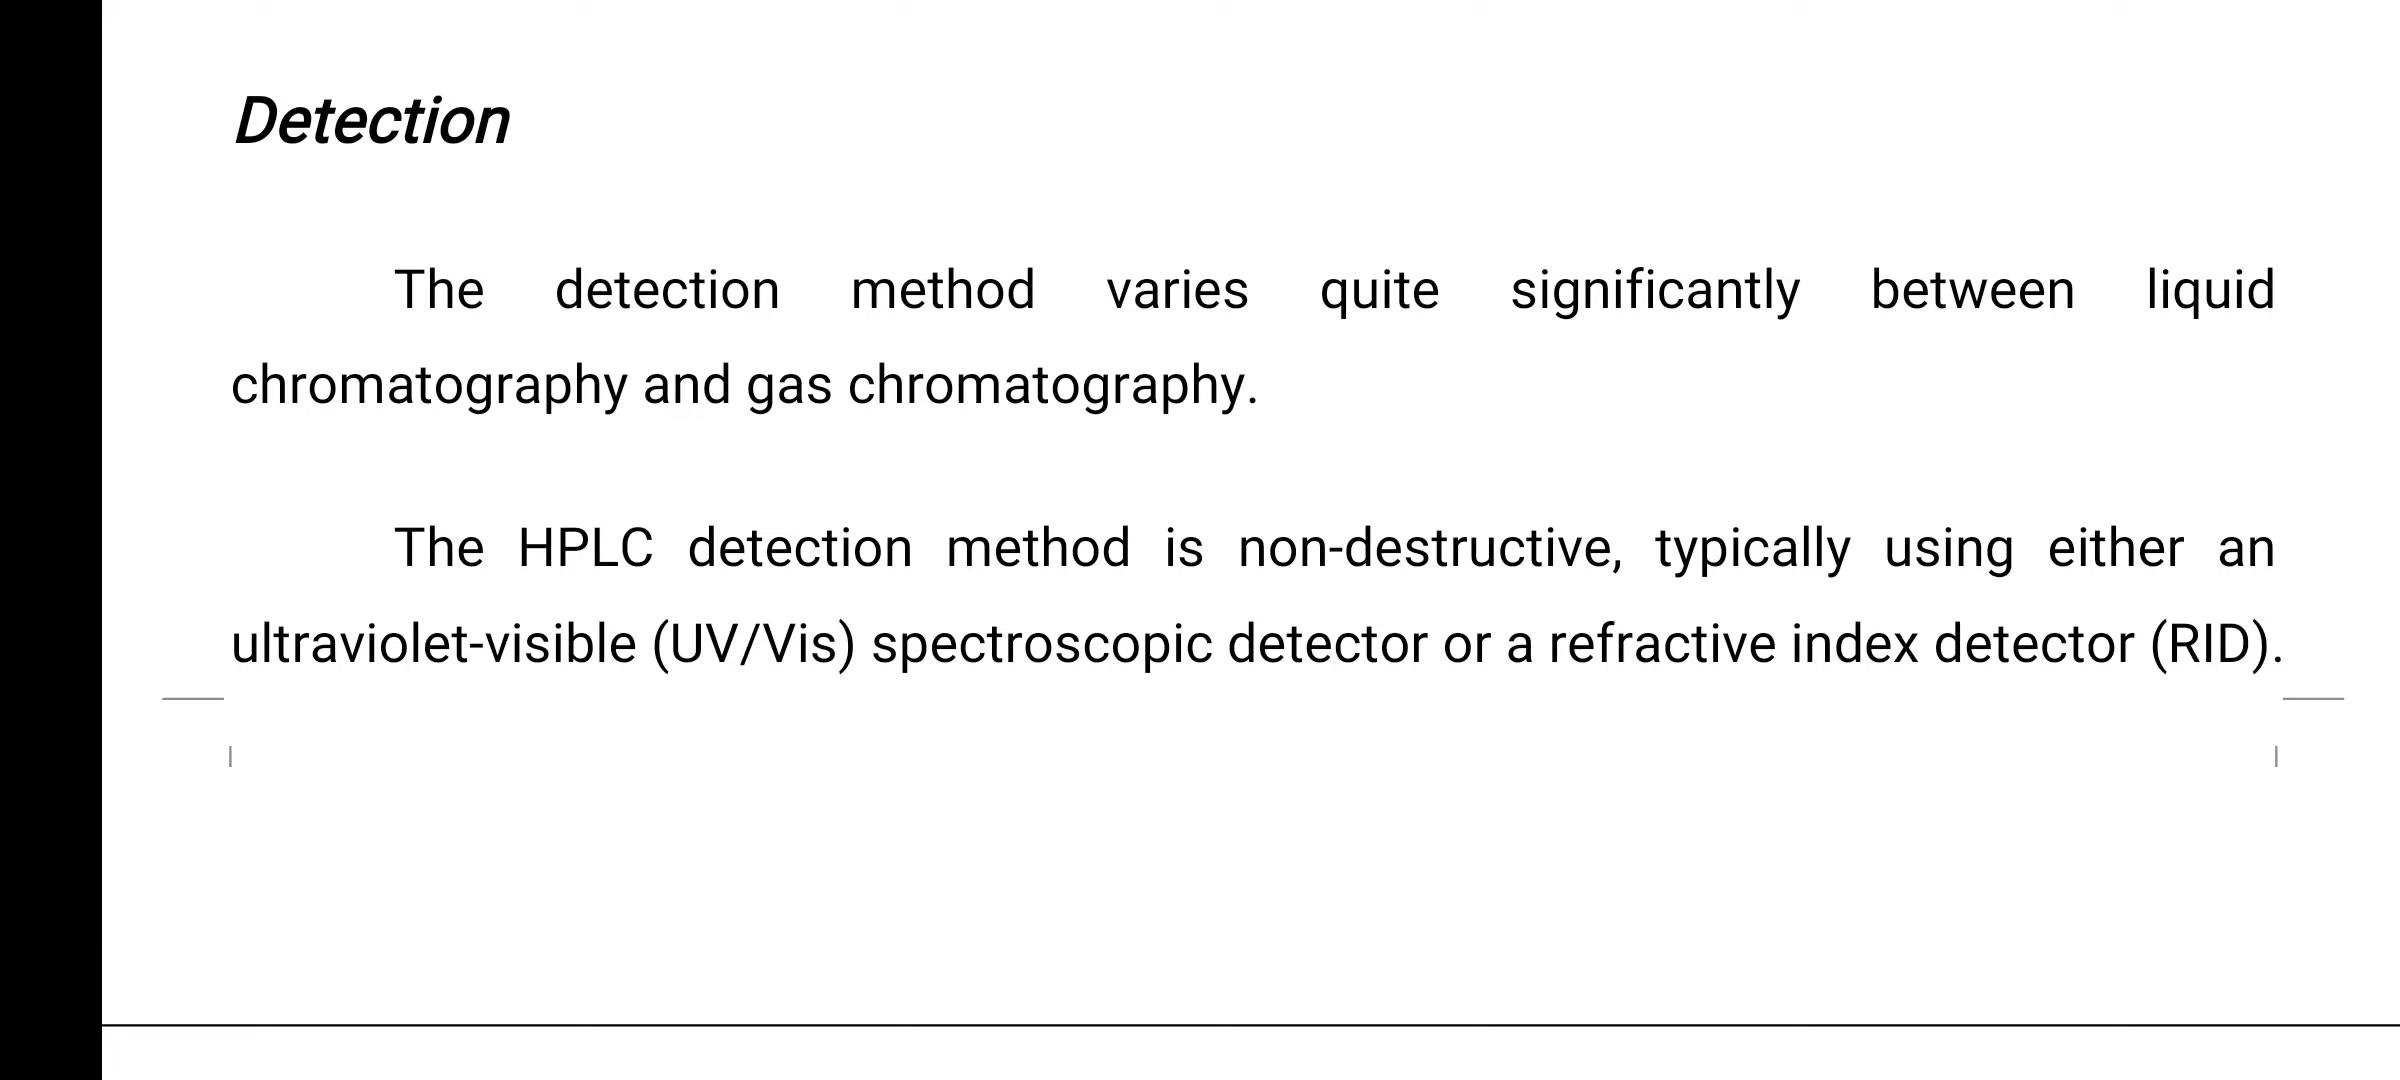 Detection
The detection method varies quite significantly between liquid
chromatography and gas chromatography.
The HPLC detection method is non-destructive, typically using either an
ultraviolet-visible (UV/Vis) spectroscopic detector or a refractive index detector (RID).